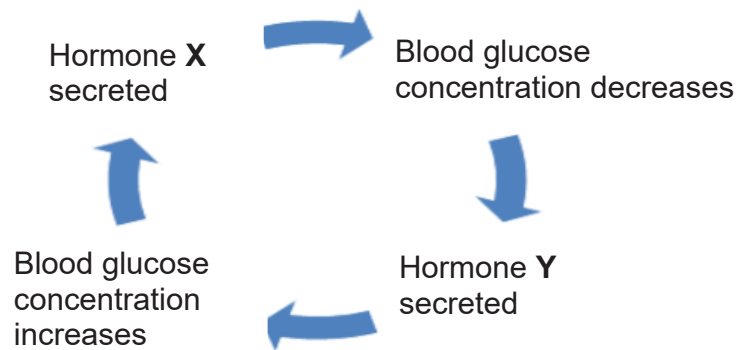 Hormone X
secreted
Blood glucose
concentration decreases
Hormone Y
secreted
Blood glucose
concentration
increases